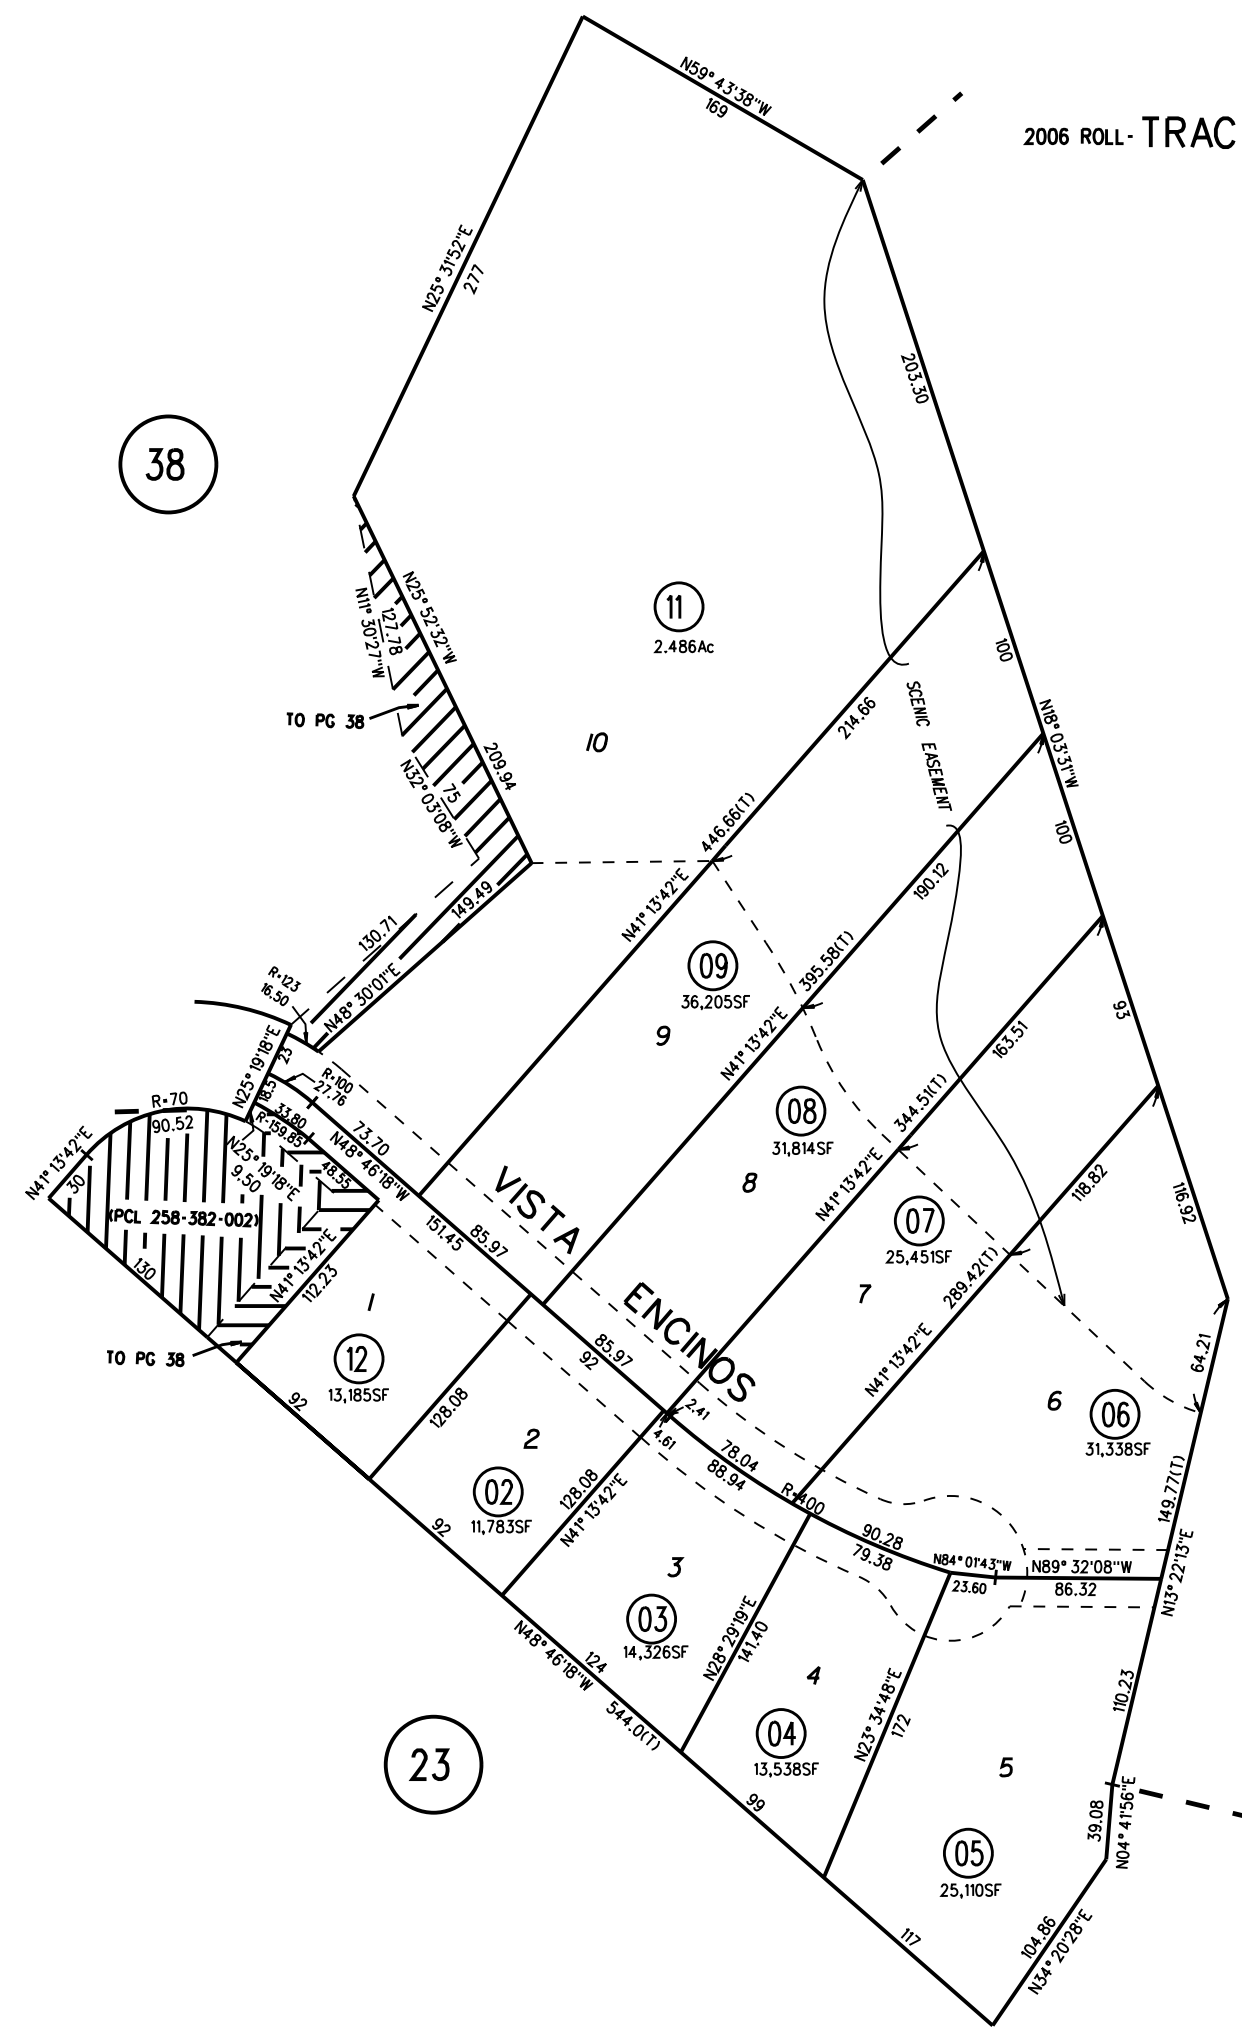 N59° 43'38"W
169
2006 ROLL - TRAC
N25° 31'52"E
277
203.30
38
11
2.486Ac
N25° 52'32"W
127.78
N11° 30'27"W
TO PG 38
10
209.94
75
N32° 03'08"W
214.66
SCENIC EASEMENT
100
N18° 03'31"W
100
446.66(T)
N41° 13'42"E
149.49
130.71
N48° 30'01"E
190.12
395.58(T)
N41° 13'42"E
09
36,205SF
9
R=123
16.50
N25° 19'18"E
23
18.5
R=100
27.76
93
163.51
344.51(T)
N41° 13'42"E
08
31,814SF
8
R=70
90.52
33.80
R=159.85
73.70
N48° 46'18"W
48.55
N41° 13'42"E
30
N25° 19'18"E
9.50
(PCL 258-382-002)
130
N41° 13'42"E
112.23
151.45
85.97
VISTA ENCINOS
116.92
118.82
289.42(T)
N41° 13'42"E
07
25,451SF
7
1
12
13,185SF
TO PG 38
92
128.08
85.97
92
2.41
4.61
64.21
6
06
31,338SF
2
02
11,783SF
92
128.08
N41° 13'42"E
78.04
88.94
R=400
90.28
79.38
149.77(T)
N13° 22'13"E
N84° 01'43"W
23.60
N89° 32'08"W
86.32
3
03
14,326SF
N28° 29'19"E
141.40
N48° 46'18"W
124
544.0(T)
4
04
13,538SF
N23° 34'48"E
172
110.23
23
99
5
05
25,110SF
39.08
N04° 41'56"E
117
104.86
N34° 20'28"E